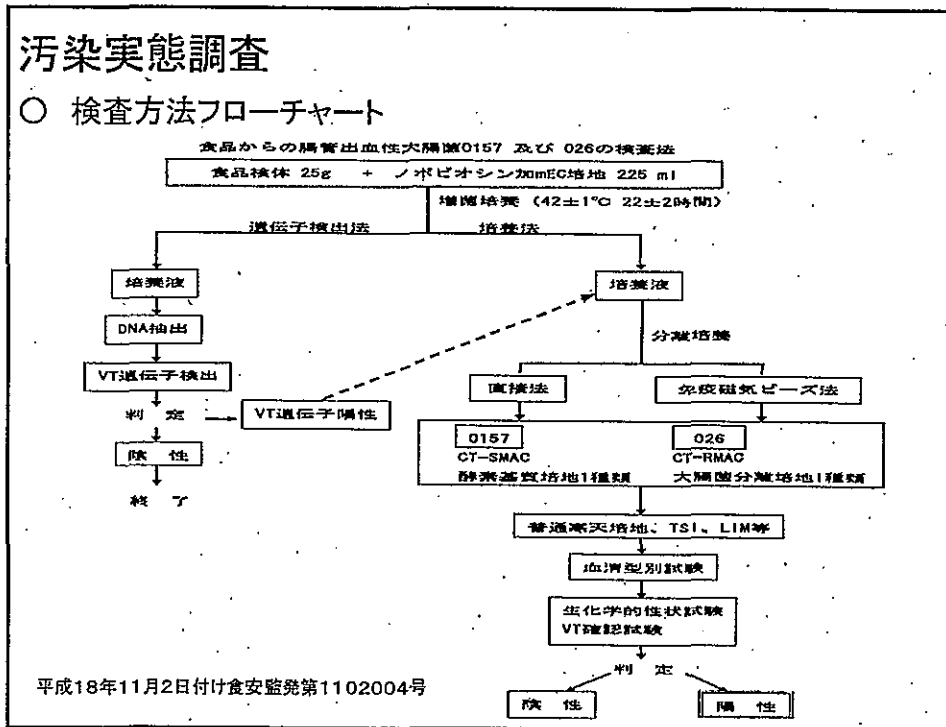 汚染実態調査
○ 検査方法フローチャート
食品からの腸管出血性大腸菌O157 及び O26の検査法
食品検体 25g + ノボビオシン加mEC培地 225 ml
増菌培養 (42±1℃ 22±2時間)
遺伝子検出法
培養法
培養液
培養液
DNA抽出
分離培養
VT遺伝子検出
直接法
免疫磁気ビーズ法
判 定
VT遺伝子陽性
O157
O26
CT-SMAC
CT-RMAC
陰 性
酵素基質培地1種類
大腸菌分離培地1種類
終 了
普通寒天培地、TSI、LIM等
血清型別試験
生化学的性状試験
VT確認試験
判 定
平成18年11月2日付け食安監発第1102004号
陰 性
陽 性